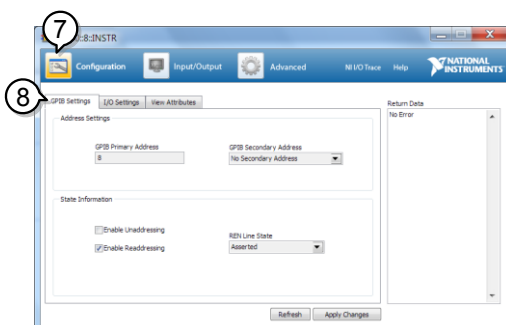 7
::8::INSTR
Configuration
Input/Output
Advanced
NI I/O Trace
Help
NATIONAL
INSTRUMENTS
8
GPIB Settings
I/O Settings
View Attributes
Return Data
Address Settings
No Error
GPIB Primary Address
GPIB Secondary Address
8
No Secondary Address
State Information
Enable Unaddressing
REN Line State
Enable Readdressing
Asserted
Refresh
Apply Changes